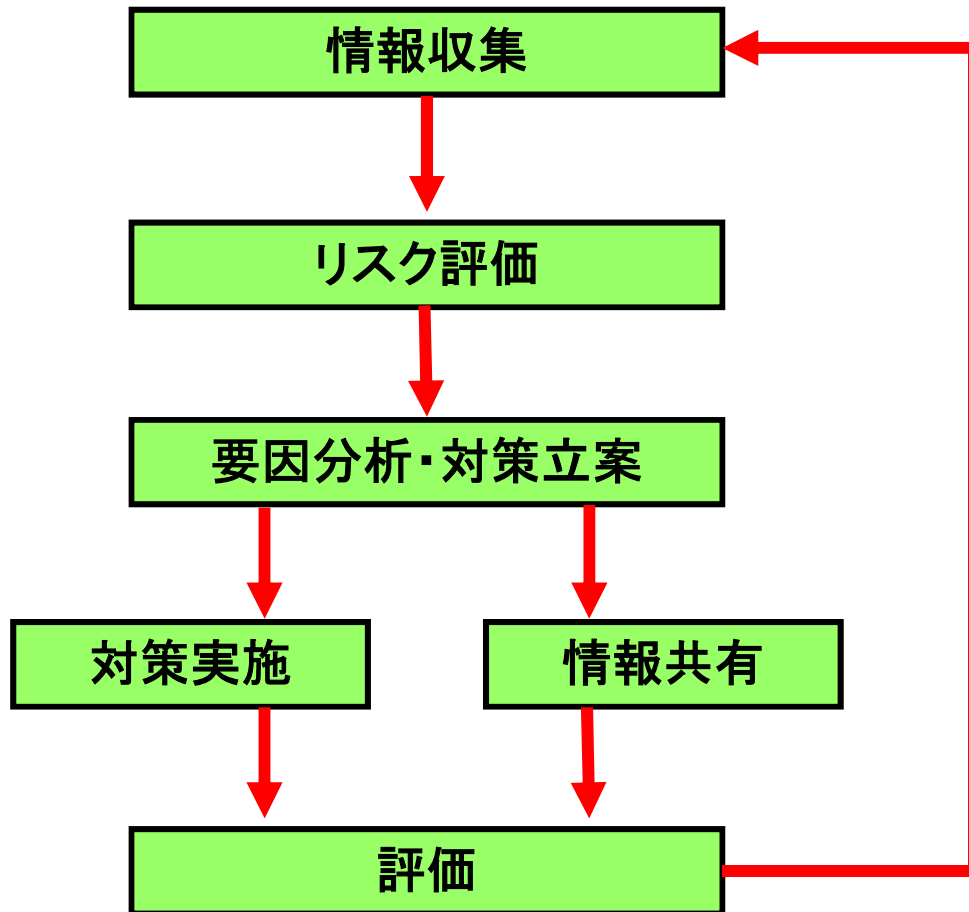 情報収集
リスク評価
要因分析・対策立案
対策実施
情報共有
評価